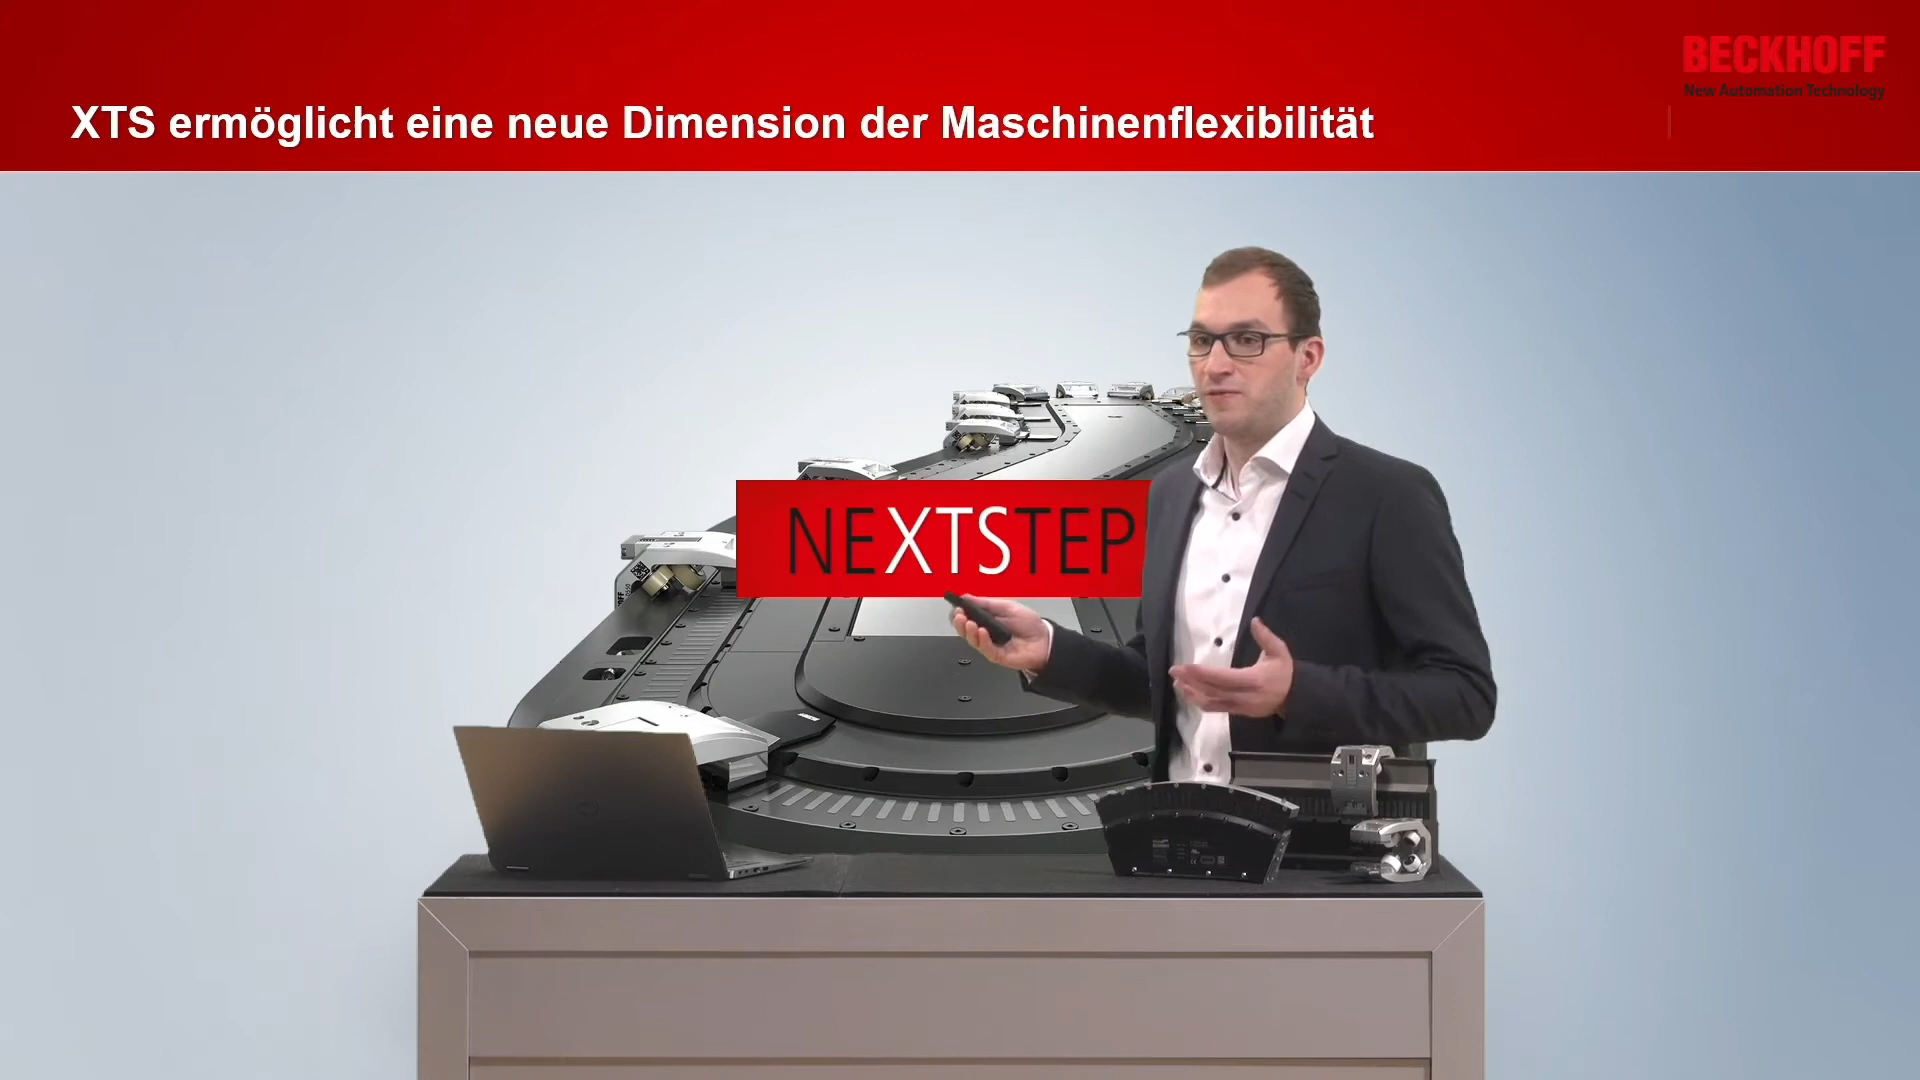 BECKHOFF
New Automation Technology
XTS ermöglicht eine neue Dimension der Maschinenflexibilität
NEXTSTEP